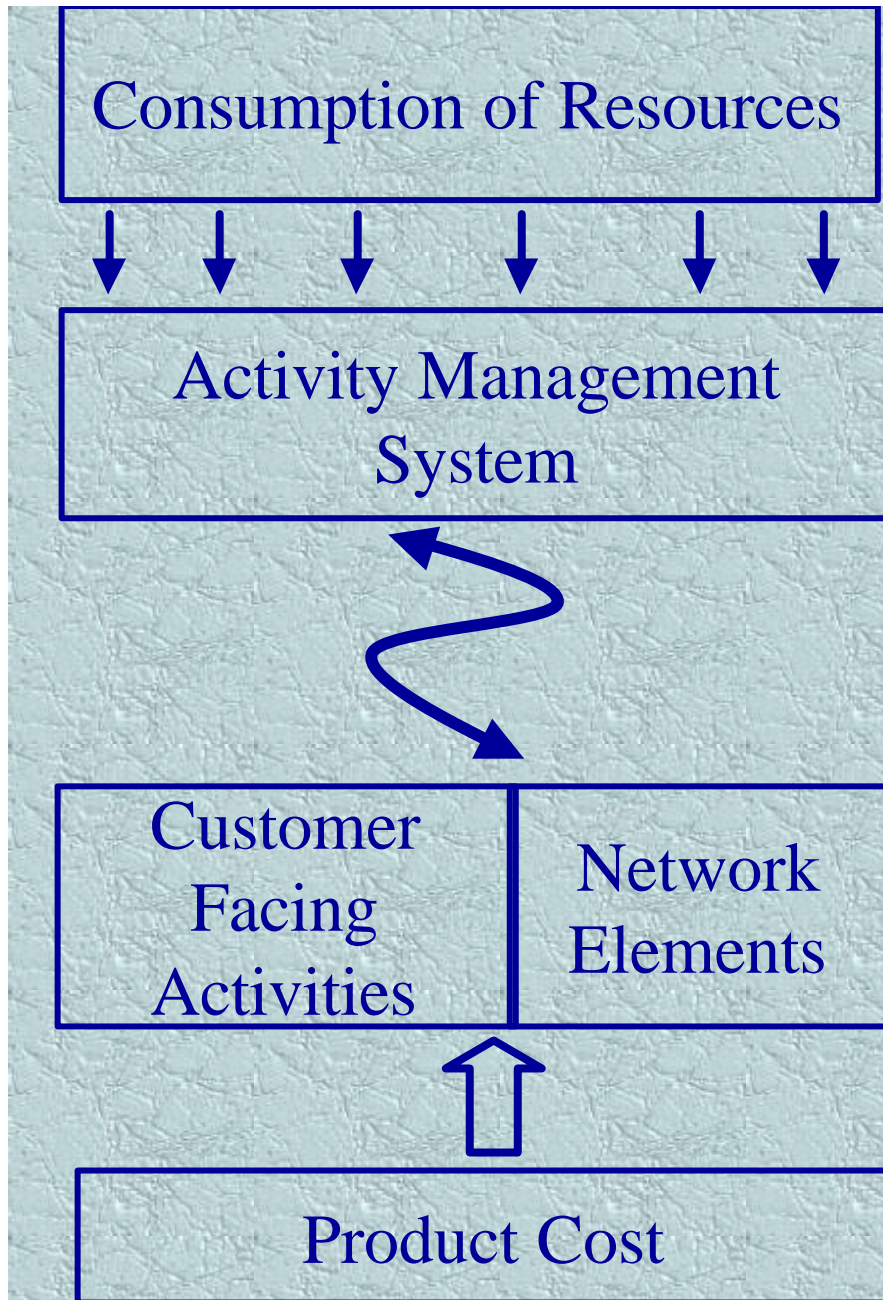 Consumption of Resources
Activity Management
System
Customer
Facing
Activities
Network
Elements
Product Cost